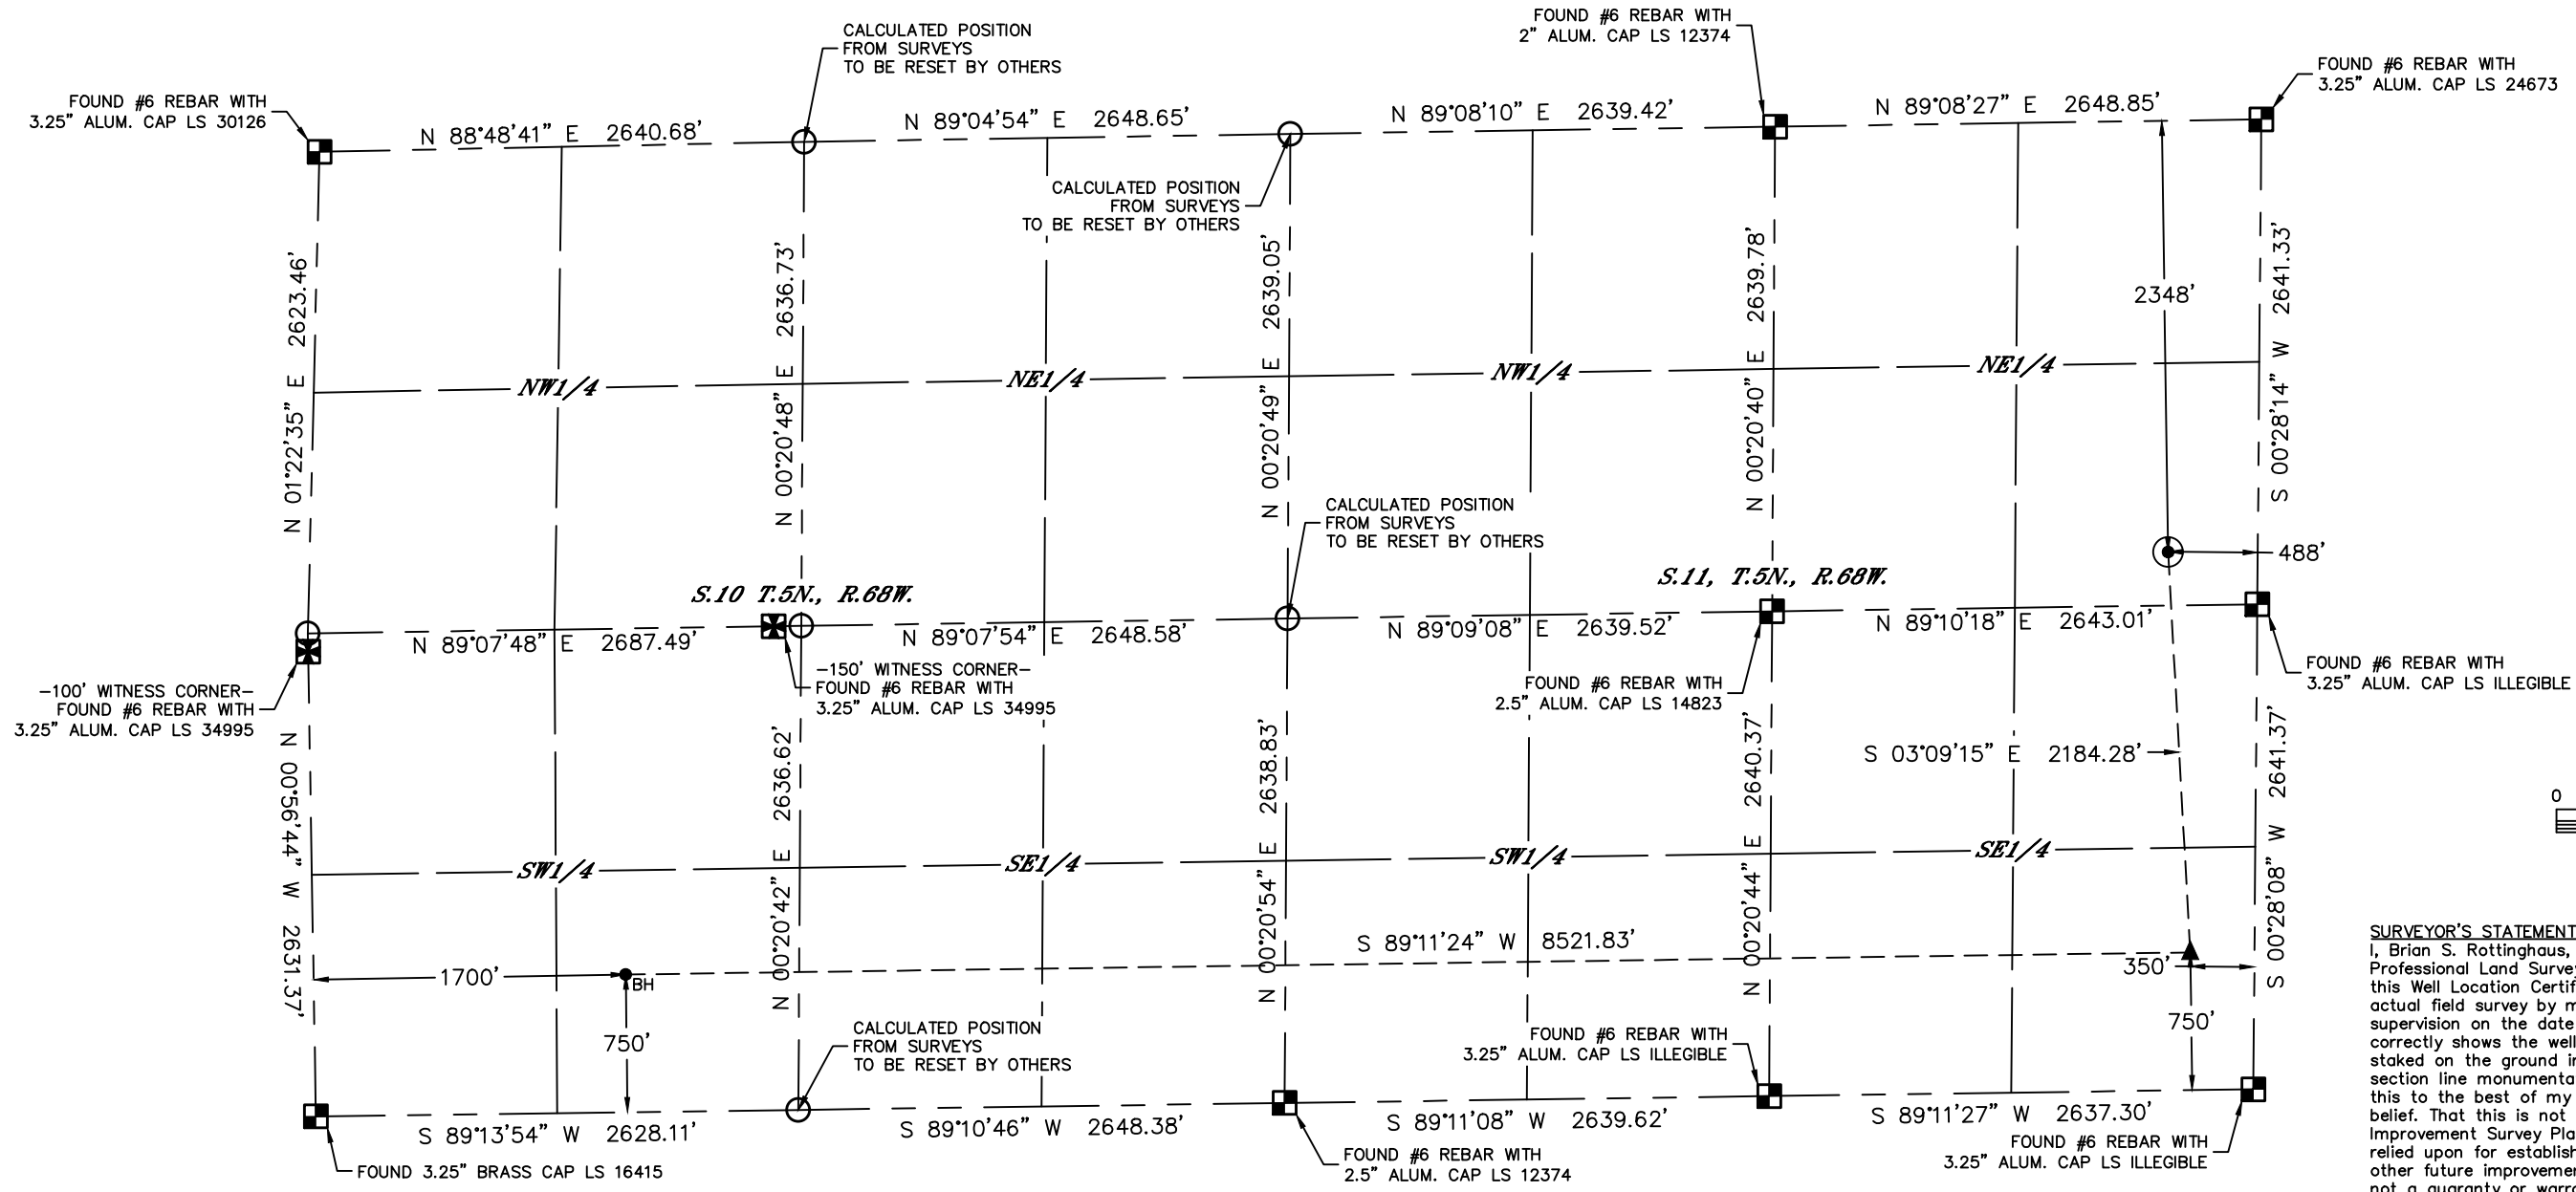 CALCULATED POSITION
FROM SURVEYS
TO BE RESET BY OTHERS
FOUND #6 REBAR WITH
2" ALUM. CAP LS 12374
FOUND #6 REBAR WITH
3.25" ALUM. CAP LS 24673
FOUND #6 REBAR WITH
3.25" ALUM. CAP LS 30126
N 88°48'41" E 2640.68'
N 89°04'54" E 2648.65'
N 89°08'10" E 2639.42'
N 89°08'27" E 2648.85'
CALCULATED POSITION
FROM SURVEYS
TO BE RESET BY OTHERS
N 01°22'35" E 2623.46'
N 00°20'48" E 2636.73'
N 00°20'49" E 2639.05'
N 00°20'40" E 2639.78'
2348'
S 00°28'14" W 2641.33'
NW1/4
NE1/4
NW1/4
NE1/4
CALCULATED POSITION
FROM SURVEYS
TO BE RESET BY OTHERS
488'
S.10 T.5N., R.68W.
S.11, T.5N., R.68W.
N 89°07'48" E 2687.49'
N 89°07'54" E 2648.58'
N 89°09'08" E 2639.52'
N 89°10'18" E 2643.01'
-100' WITNESS CORNER-
FOUND #6 REBAR WITH
3.25" ALUM. CAP LS 34995
-150' WITNESS CORNER-
FOUND #6 REBAR WITH
3.25" ALUM. CAP LS 34995
FOUND #6 REBAR WITH
2.5" ALUM. CAP LS 14823
FOUND #6 REBAR WITH
3.25" ALUM. CAP LS ILLEGIBLE
N 00°56'44" W 2631.37'
N 00°20'42" E 2636.62'
N 00°20'54" E 2638.83'
N 00°20'44" E 2640.37'
S 03°09'15" E 2184.28'
S 00°28'08" W 2641.37'
0
SW1/4
SE1/4
SW1/4
SE1/4
S 89°11'24" W 8521.83'
1700'
BH
750'
350'
750'
CALCULATED POSITION
FROM SURVEYS
TO BE RESET BY OTHERS
FOUND #6 REBAR WITH
3.25" ALUM. CAP LS ILLEGIBLE
S 89°13'54" W 2628.11'
S 89°10'46" W 2648.38'
S 89°11'08" W 2639.62'
S 89°11'27" W 2637.30'
FOUND 3.25" BRASS CAP LS 16415
FOUND #6 REBAR WITH
2.5" ALUM. CAP LS 12374
FOUND #6 REBAR WITH
3.25" ALUM. CAP LS ILLEGIBLE
SURVEYOR'S STATEMENT
I, Brian S. Rottinghaus,
Professional Land Survey
this Well Location Certif
actual field survey by m
supervision on the date
correctly shows the well
staked on the ground in
section line monumenta
this to the best of my
belief. That this is not
Improvement Survey Pla
relied upon for establish
other future improvemen
not a guaranty or warra